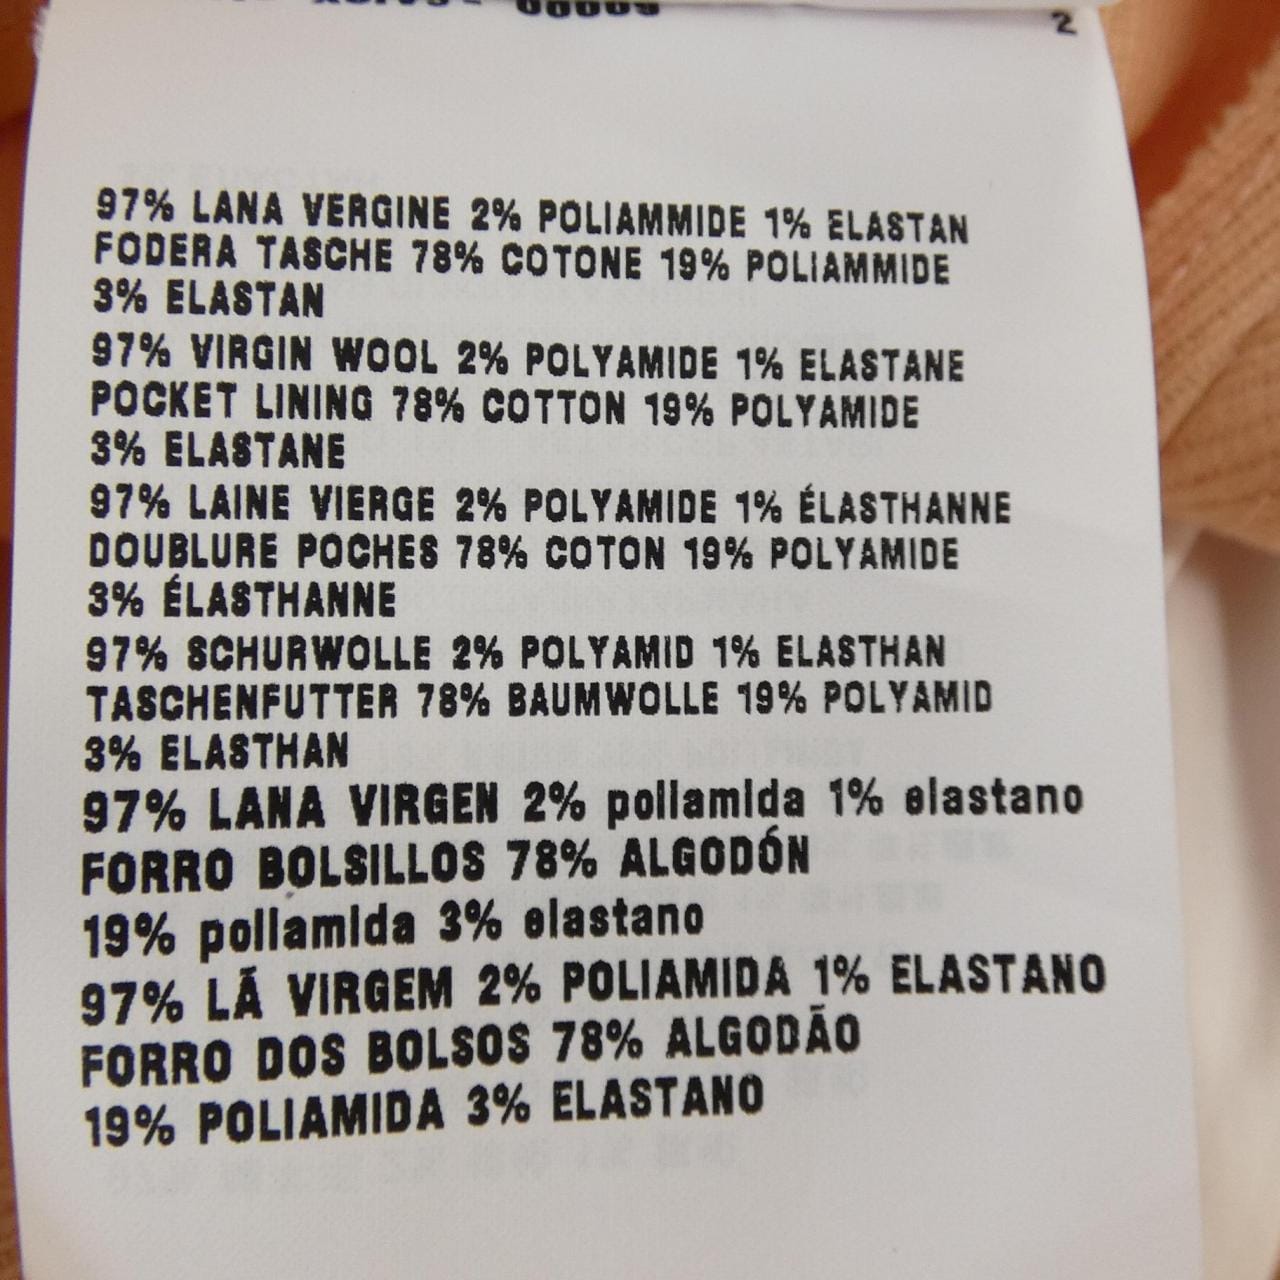 2
97% LANA VERGINE 2% POLIAMMIDE 1% ELASTAN
FODERA TASCHE 78% COTONE 19% POLIAMMIDE
3% ELASTAN
97% VIRGIN WOOL 2% POLYAMIDE 1% ELASTANE
POCKET LINING 78% COTTON 19% POLYAMIDE
3% ELASTANE
97% LAINE VIERGE 2% POLYAMIDE 1% ÉLASTHANNE
DOUBLURE POCHES 78% COTON 19% POLYAMIDE
3% ÉLASTHANNE
97% SCHURWOLLE 2% POLYAMID 1% ELASTHAN
TASCHENFUTTER 78% BAUMWOLLE 19% POLYAMID
3% ELASTHAN
97% LANA VIRGEN 2% poliamida 1% elastano
FORRO BOLSILLOS 78% ALGODÓN
19% poliamida 3% elastano
97% LÃ VIRGEM 2% POLIAMIDA 1% ELASTANO
FORRO DOS BOLSOS 78% ALGODÃO
19% POLIAMIDA 3% ELASTANO